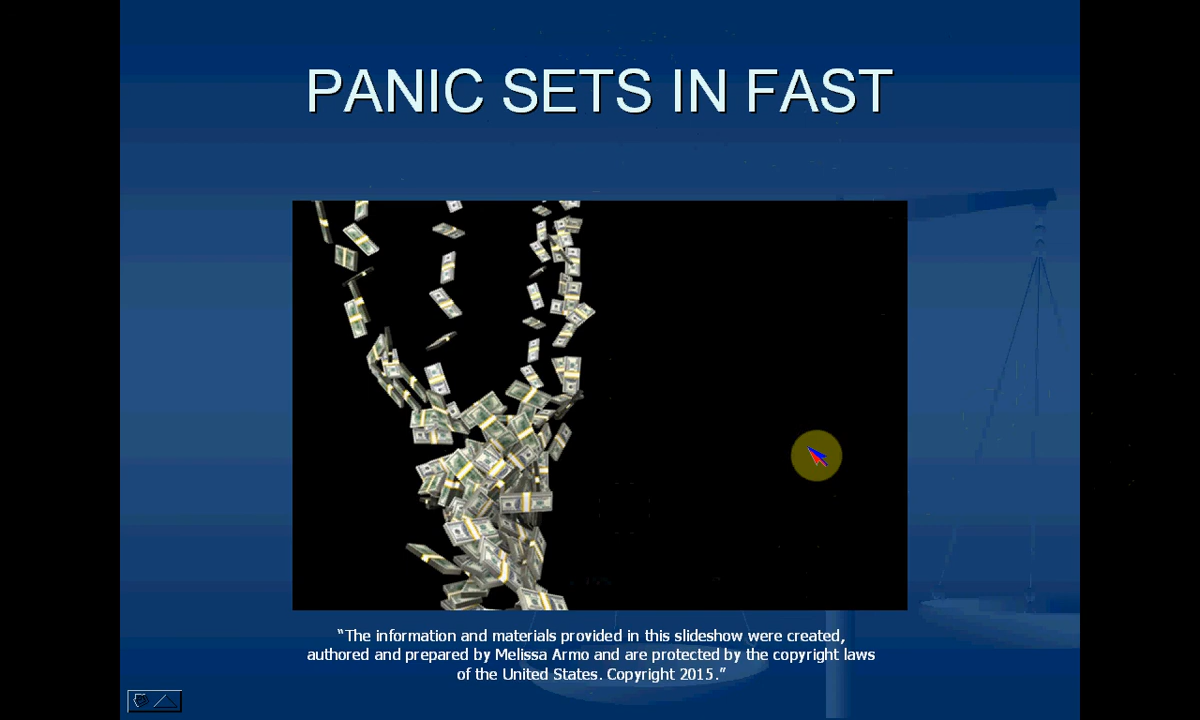 PANIC SETS IN FAST
“The information and materials provided in this slideshow were created,
authored and prepared by Melissa Armo and are protected by the copyright laws
of the United States. Copyright 2015.”